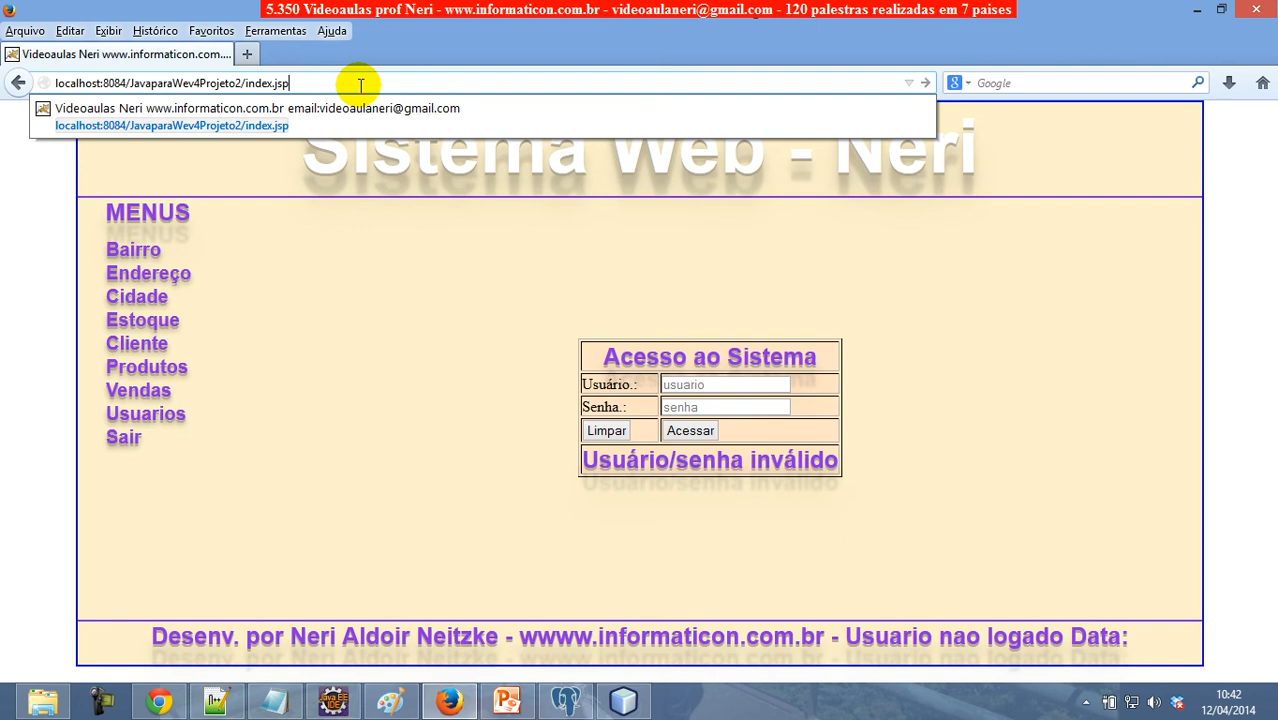 5.350 Videoaulas prof Neri - www.informaticon.com.br - videoaulaneri@gmail.com - 120 palestras realizadas em 7 paises
Arquivo Editar Exibir Histórico Favoritos Ferramentas Ajuda
Videoaulas Neri www.informaticon.com....
localhost:8084/JavaparaWev4Projeto2/index.jsp
Google
Videoaulas Neri www.informaticon.com.br email:videoaulaneri@gmail.com
localhost:8084/JavaparaWev4Projeto2/index.jsp
Sistema Web - Neri
MENUS
Bairro
Endereço
Cidade
Estoque
Cliente
Produtos
Vendas
Usuarios
Sair
Acesso ao Sistema
Usuário.: usuario
Senha.: senha
Limpar Acessar
Usuário/senha inválido
Desenv. por Neri Aldoir Neitzke - wwww.informaticon.com.br - Usuario nao logado Data:
10:42
12/04/2014